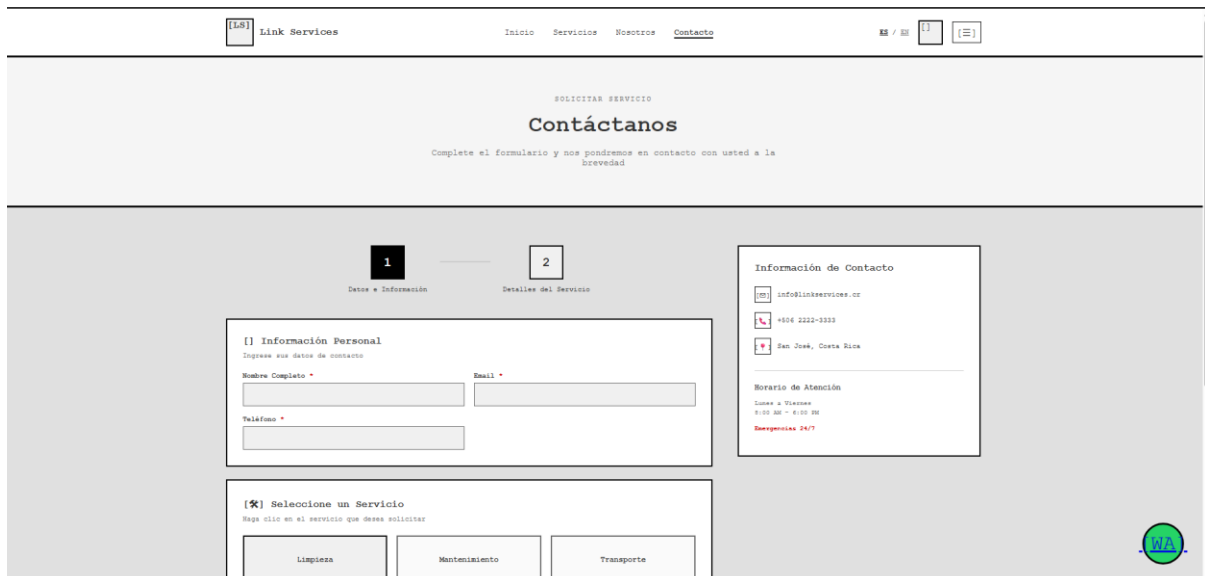 [LS] Link Services
Inicio Servicios Nosotros Contacto
ES / EN [] [☰]
SOLICITAR SERVICIO
Contáctanos
Complete el formulario y nos pondremos en contacto con usted a la
brevedad
1
2
Datos e Información
Detalles del Servicio
[] Información Personal
Ingrese sus datos de contacto
Nombre Completo *
Email *
Teléfono *
[🛠] Seleccione un Servicio
Haga clic en el servicio que desea solicitar
Limpieza
Mantenimiento
Transporte
Información de Contacto
[✉] info@linkservices.cr
[📞] +506 2222-3333
[📍] San José, Costa Rica
Horario de Atención
Lunes a Viernes
8:00 AM - 6:00 PM
Emergencias 24/7
WA